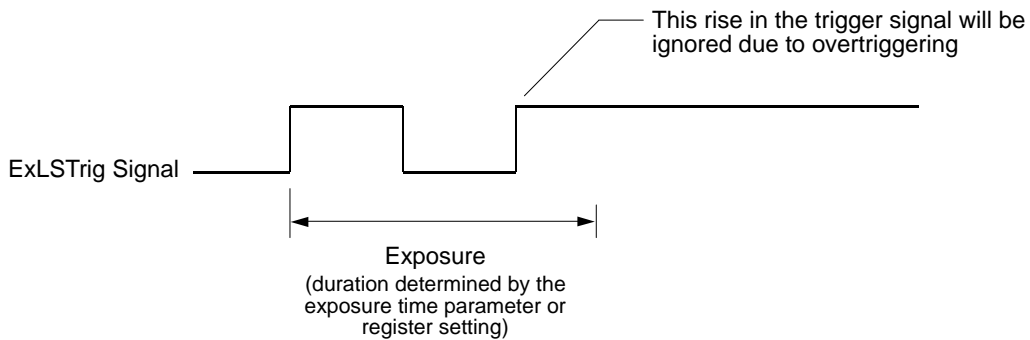 This rise in the trigger signal will be
ignored due to overtriggering
ExLSTrig Signal
Exposure
(duration determined by the
exposure time parameter or
register setting)